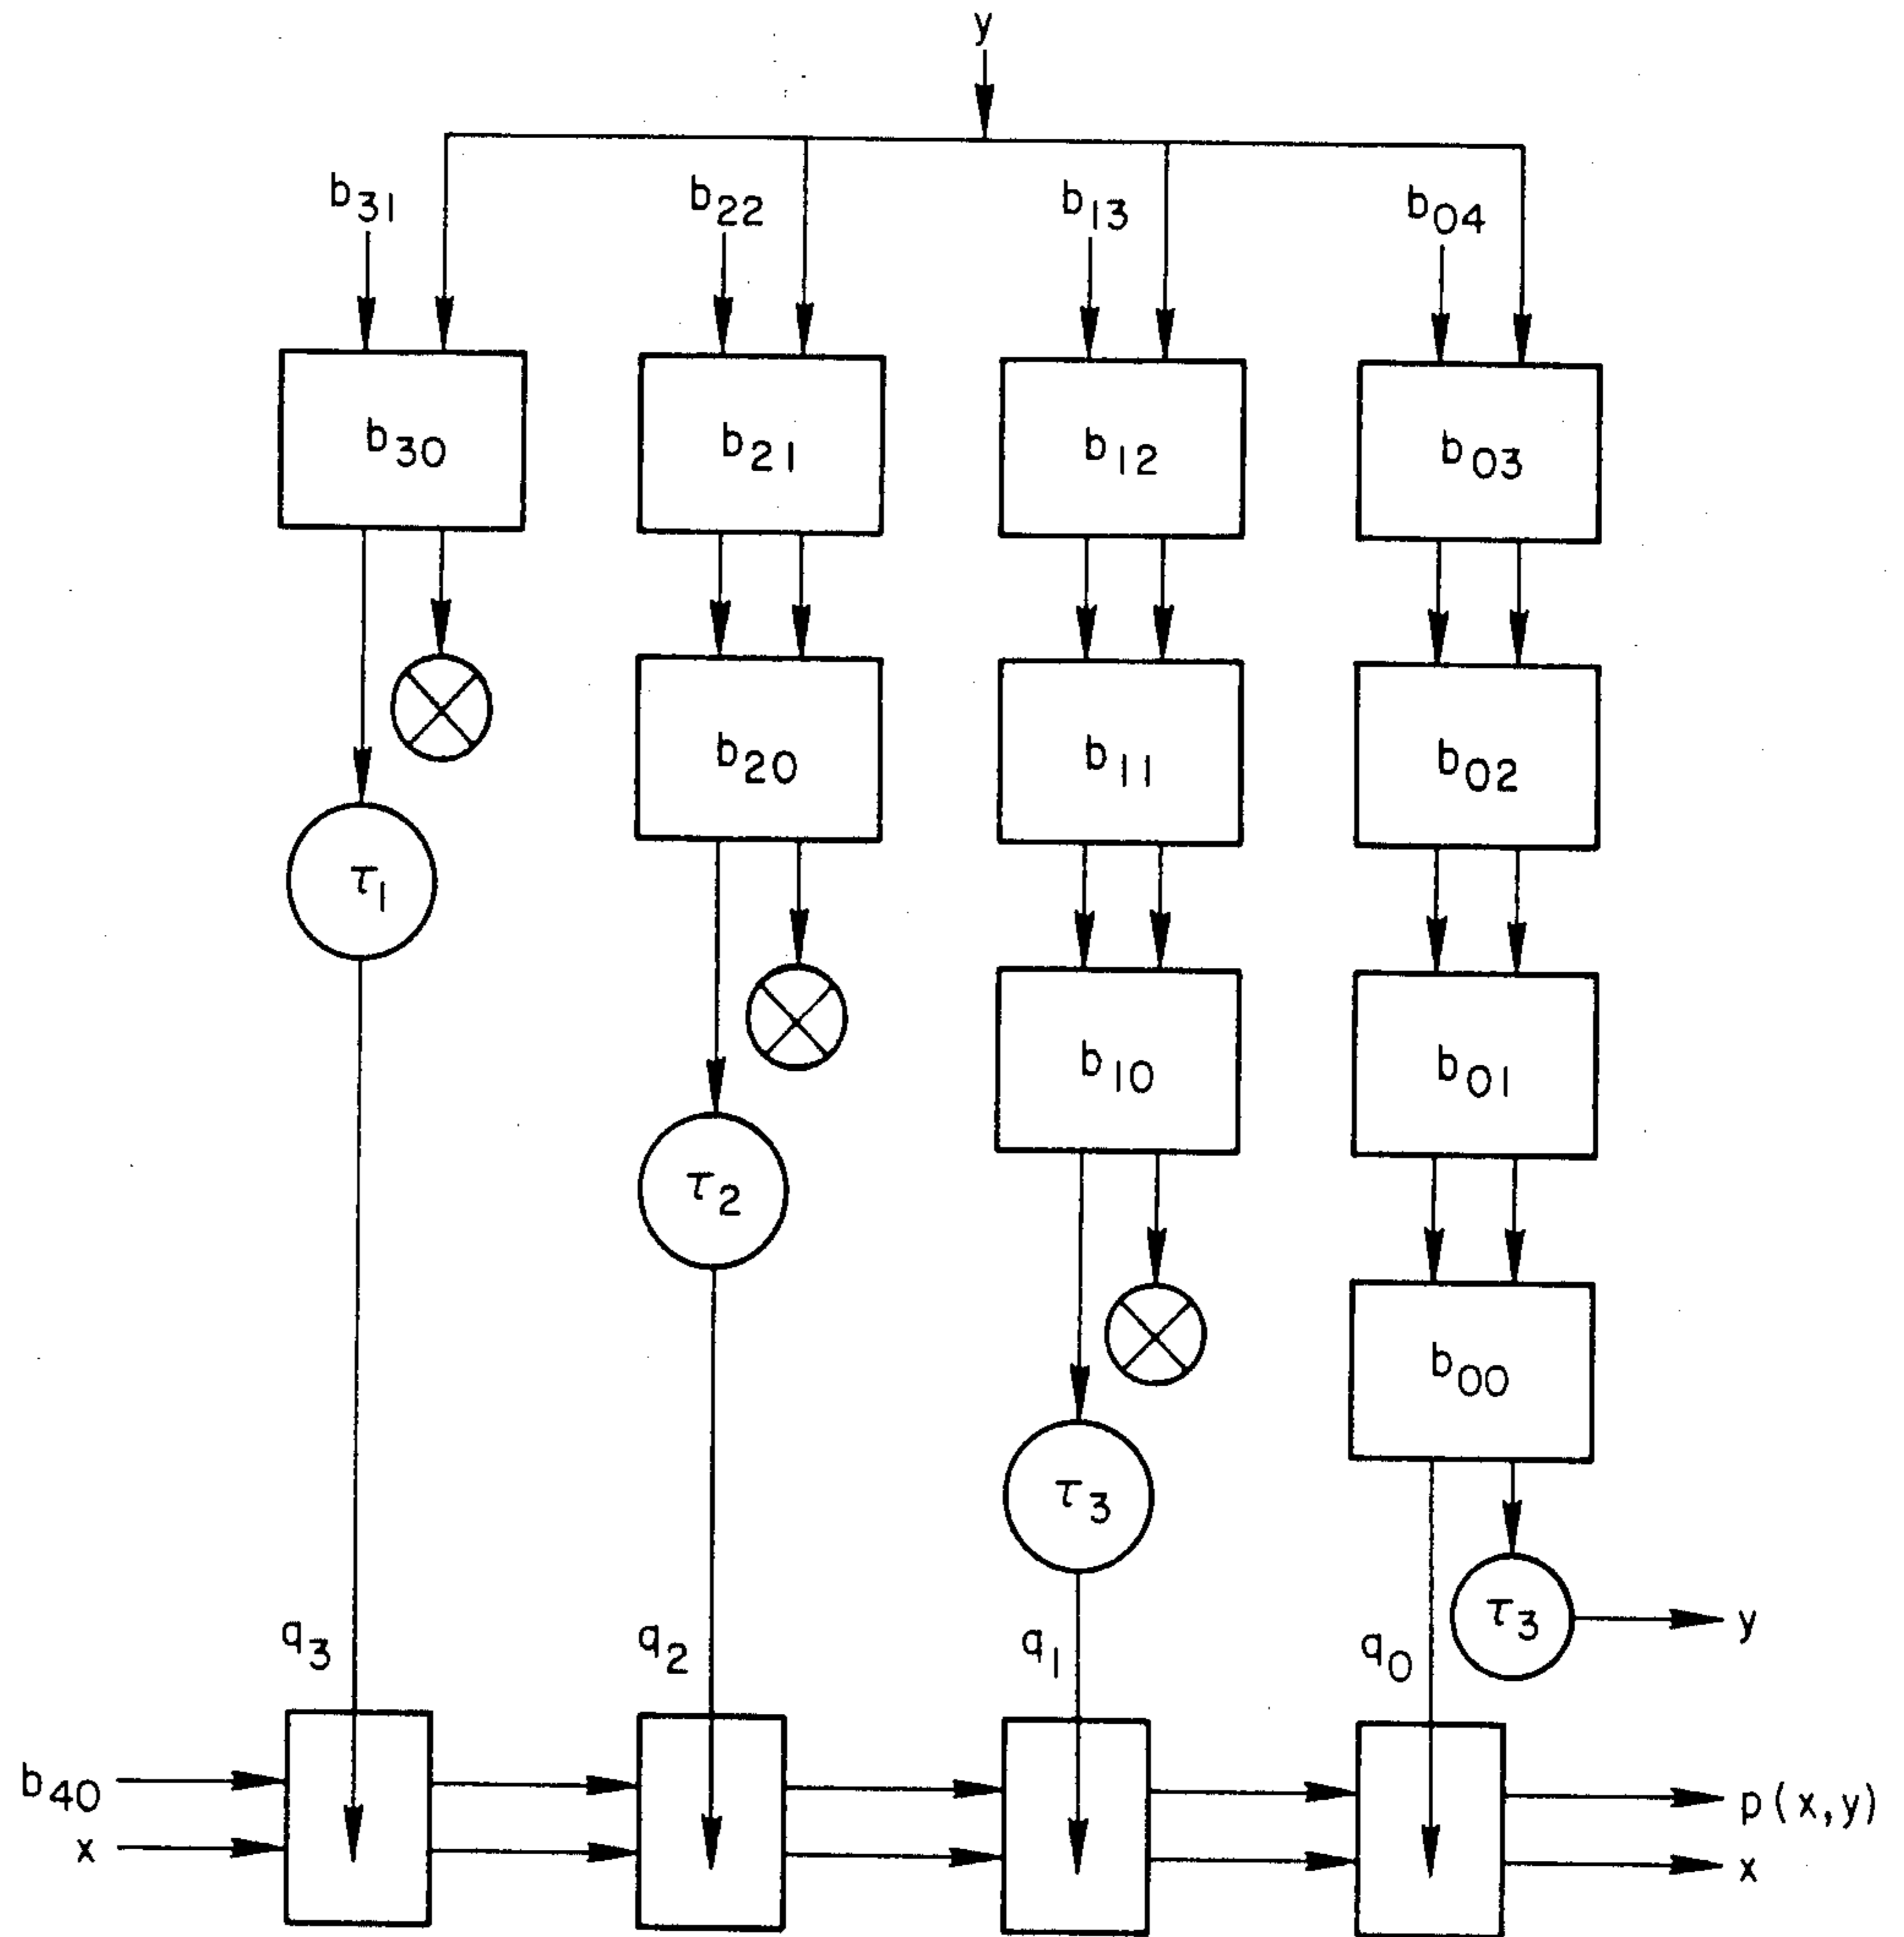 y
b31 b22 b13 b04
b30 b21 b12 b03
b20 b11 b02
τ1 b10 b01
τ2 b00
τ3
τ3 y
q3 q2 q1 q0
b40 p(x,y)
x x